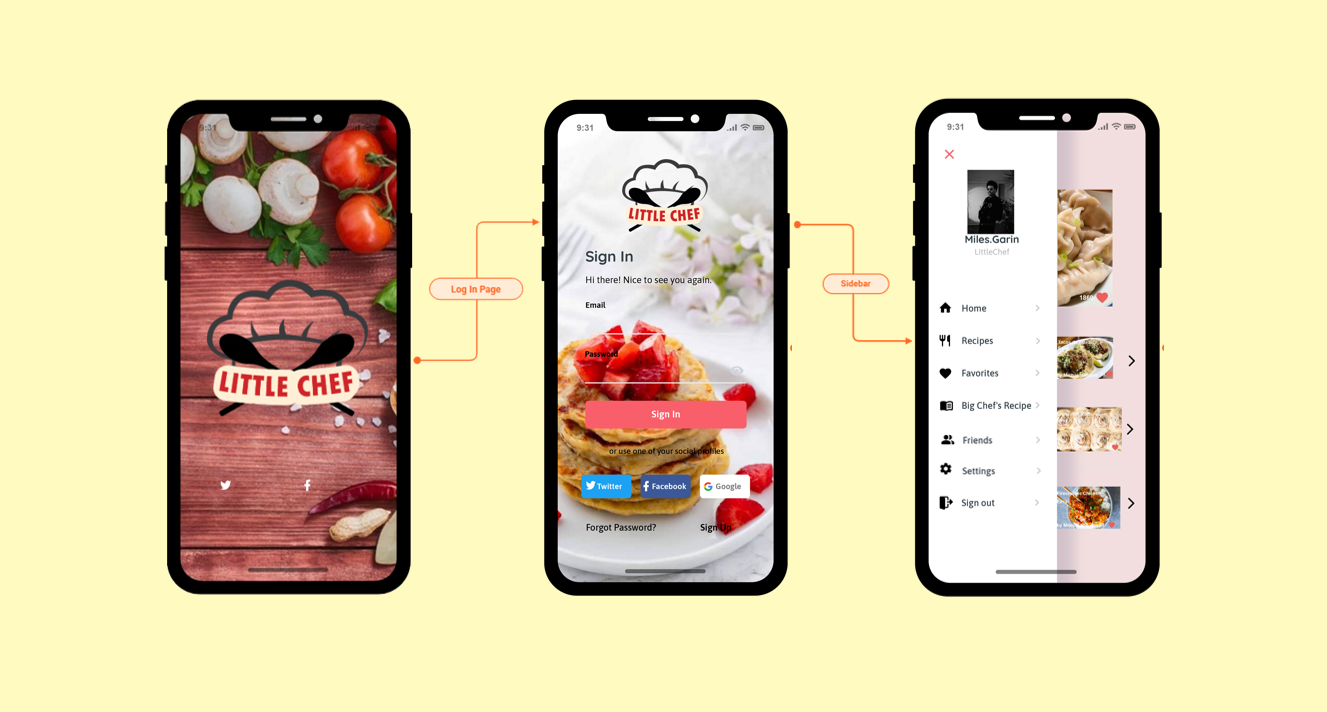 9:31
LITTLE CHEF
Log In Page
9:31
LITTLE CHEF
Sign In
Hi there! Nice to see you again.
Email
Password
Sign In
or use one of your social profiles
Twitter
Facebook
Google
Forgot Password?
Sign Up
Sidebar
9:31
Miles.Garin
LittleChef
Home
Recipes
Favorites
Big Chef's Recipe
Friends
Settings
Sign out